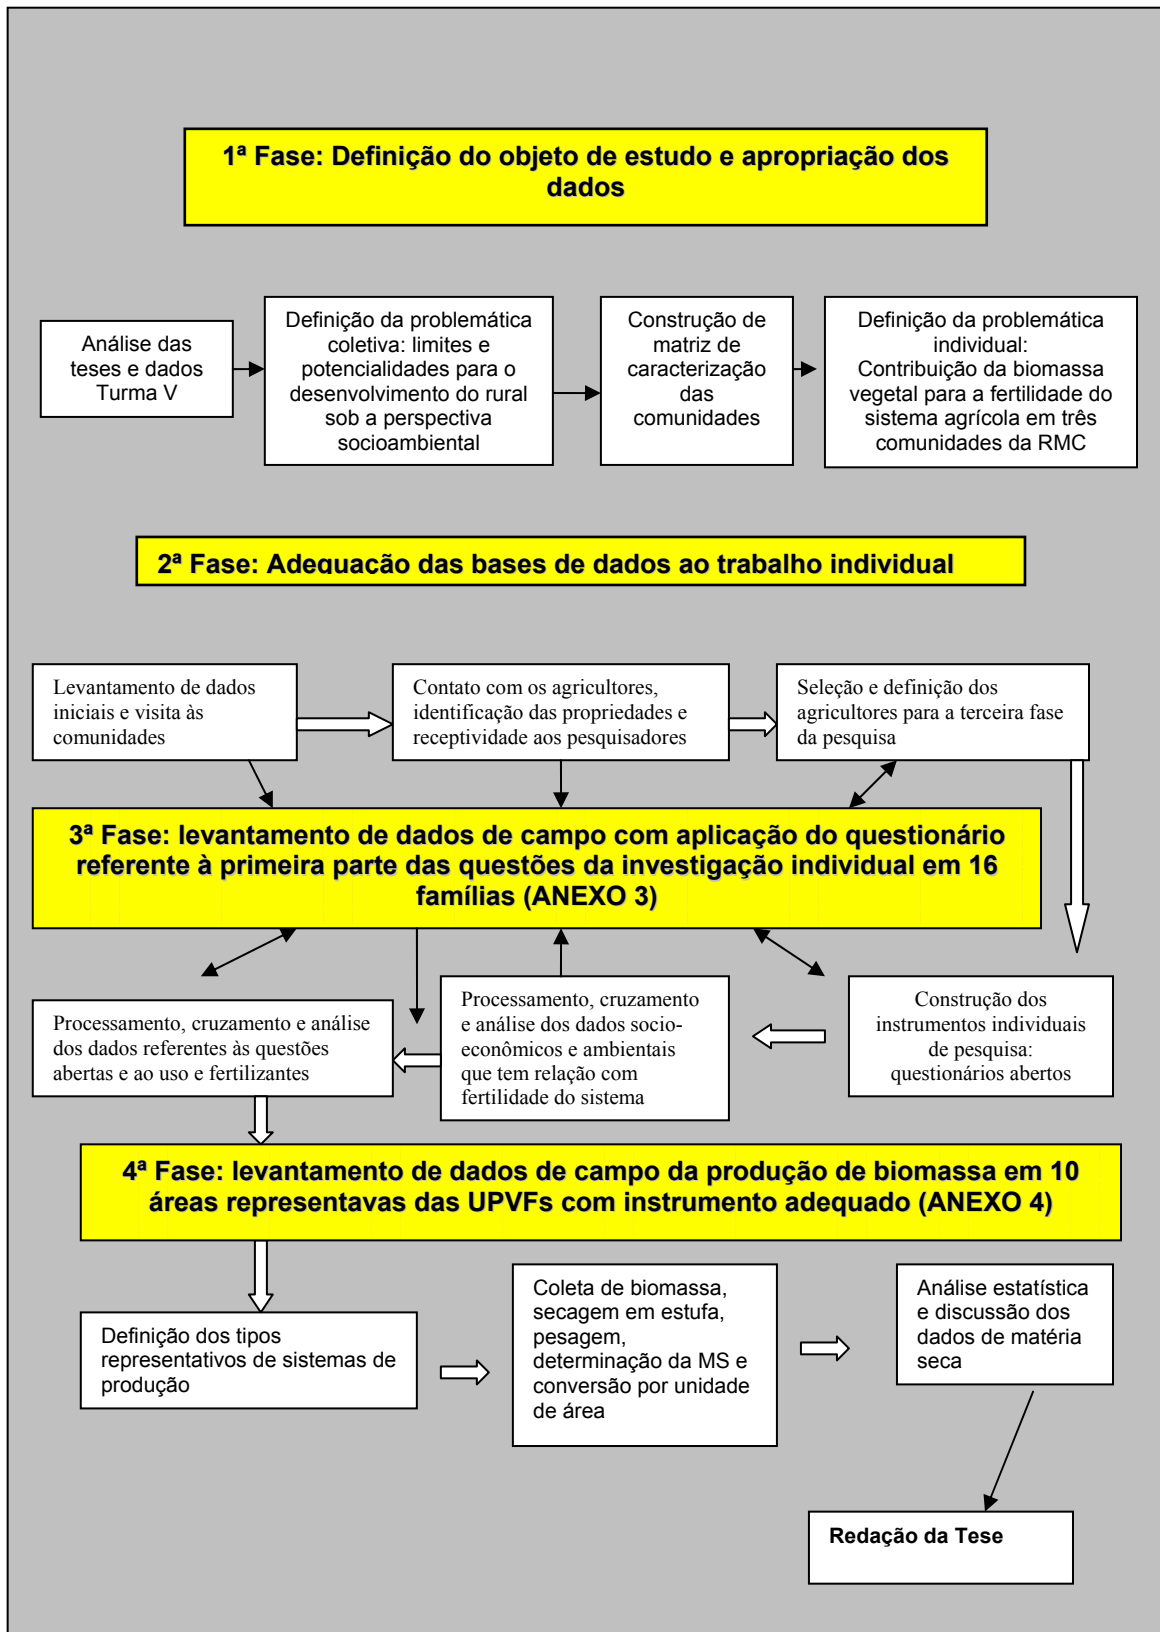 1ª Fase: Definição do objeto de estudo e apropriação dos
dados
Análise das
teses e dados
Turma V
Definição da problemática
coletiva: limites e
potencialidades para o
desenvolvimento do rural
sob a perspectiva
socioambiental
Construção de
matriz de
caracterização
das
comunidades
Definição da problemática
individual:
Contribuição da biomassa
vegetal para a fertilidade do
sistema agrícola em três
comunidades da RMC
2ª Fase: Adequação das bases de dados ao trabalho individual
Levantamento de dados
iniciais e visita às
comunidades
Contato com os agricultores,
identificação das propriedades e
receptividade aos pesquisadores
Seleção e definição dos
agricultores para a terceira fase
da pesquisa
3ª Fase: levantamento de dados de campo com aplicação do questionário
referente à primeira parte das questões da investigação individual em 16
famílias (ANEXO 3)
Processamento, cruzamento e análise
dos dados referentes às questões
abertas e ao uso e fertilizantes
Processamento, cruzamento
e análise dos dados socio-
econômicos e ambientais
que tem relação com
fertilidade do sistema
Construção dos
instrumentos individuais
de pesquisa:
questionários abertos
4ª Fase: levantamento de dados de campo da produção de biomassa em 10
áreas representavas das UPVFs com instrumento adequado (ANEXO 4)
Definição dos tipos
representativos de sistemas de
produção
Coleta de biomassa,
secagem em estufa,
pesagem,
determinação da MS e
conversão por unidade
de área
Análise estatística
e discussão dos
dados de matéria
seca
Redação da Tese